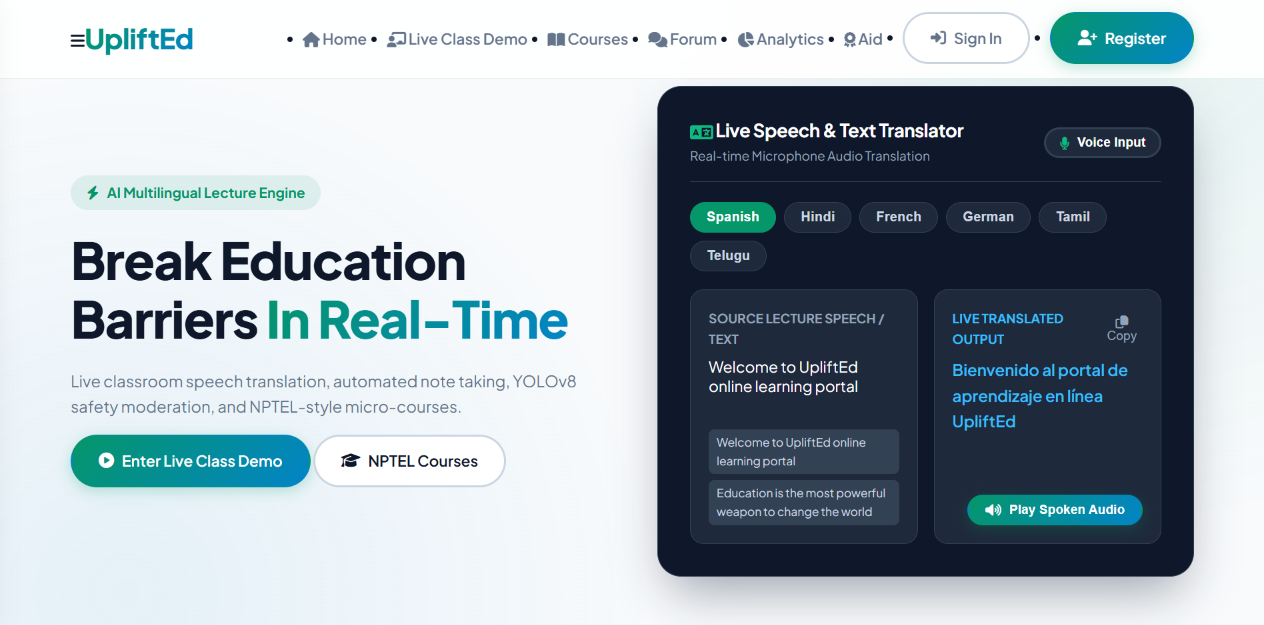 UpliftEd
Home
Live Class Demo
Courses
Forum
Analytics
Aid
Sign In
Register
AI Multilingual Lecture Engine
Break Education
Barriers In Real-Time
Live classroom speech translation, automated note taking, YOLOv8
safety moderation, and NPTEL-style micro-courses.
Enter Live Class Demo
NPTEL Courses
Live Speech & Text Translator
Real-time Microphone Audio Translation
Voice Input
Spanish
Hindi
French
German
Tamil
Telugu
SOURCE LECTURE SPEECH /
TEXT
Welcome to UpliftEd
online learning portal
Welcome to UpliftEd online
learning portal
Education is the most powerful
weapon to change the world
LIVE TRANSLATED
OUTPUT
Copy
Bienvenido al portal de
aprendizaje en línea
UpliftEd
Play Spoken Audio